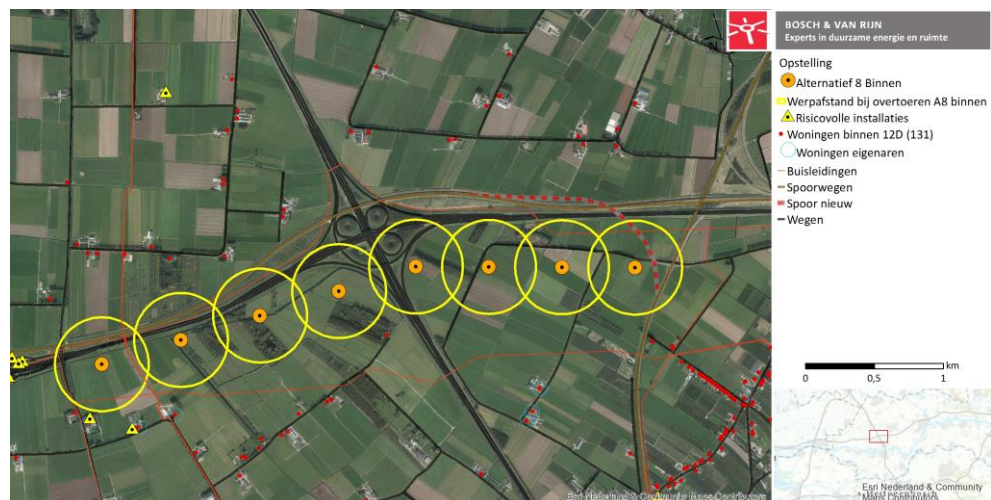 N
BOSCH & VAN RIJN
Experts in duurzame energie en ruimte
Opstelling
Alternatief 8 Binnen
Werpafstand bij overtoeren A8 binnen
Risicovolle installaties
Woningen binnen 12D (131)
Woningen eigenaren
Buisleidingen
Spoorwegen
Spoor nieuw
Wegen
km
0 0,5 1
Esri Nederland & Community
Maps Contributors
Esri Nederland & Community Maps Contributors